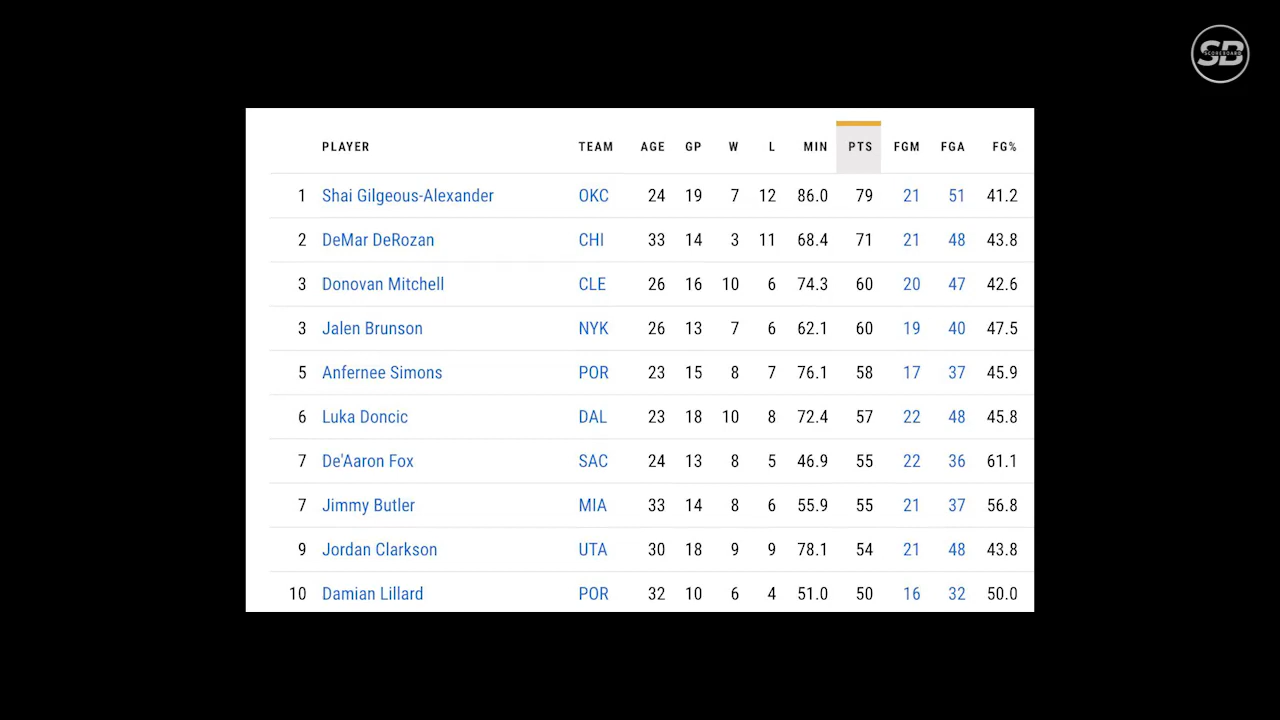 SB
SCOREBOARD
PLAYER TEAM AGE GP W L MIN PTS FGM FGA FG%
1 Shai Gilgeous-Alexander OKC 24 19 7 12 86.0 79 21 51 41.2
2 DeMar DeRozan CHI 33 14 3 11 68.4 71 21 48 43.8
3 Donovan Mitchell CLE 26 16 10 6 74.3 60 20 47 42.6
3 Jalen Brunson NYK 26 13 7 6 62.1 60 19 40 47.5
5 Anfernee Simons POR 23 15 8 7 76.1 58 17 37 45.9
6 Luka Doncic DAL 23 18 10 8 72.4 57 22 48 45.8
7 De'Aaron Fox SAC 24 13 8 5 46.9 55 22 36 61.1
7 Jimmy Butler MIA 33 14 8 6 55.9 55 21 37 56.8
9 Jordan Clarkson UTA 30 18 9 9 78.1 54 21 48 43.8
10 Damian Lillard POR 32 10 6 4 51.0 50 16 32 50.0